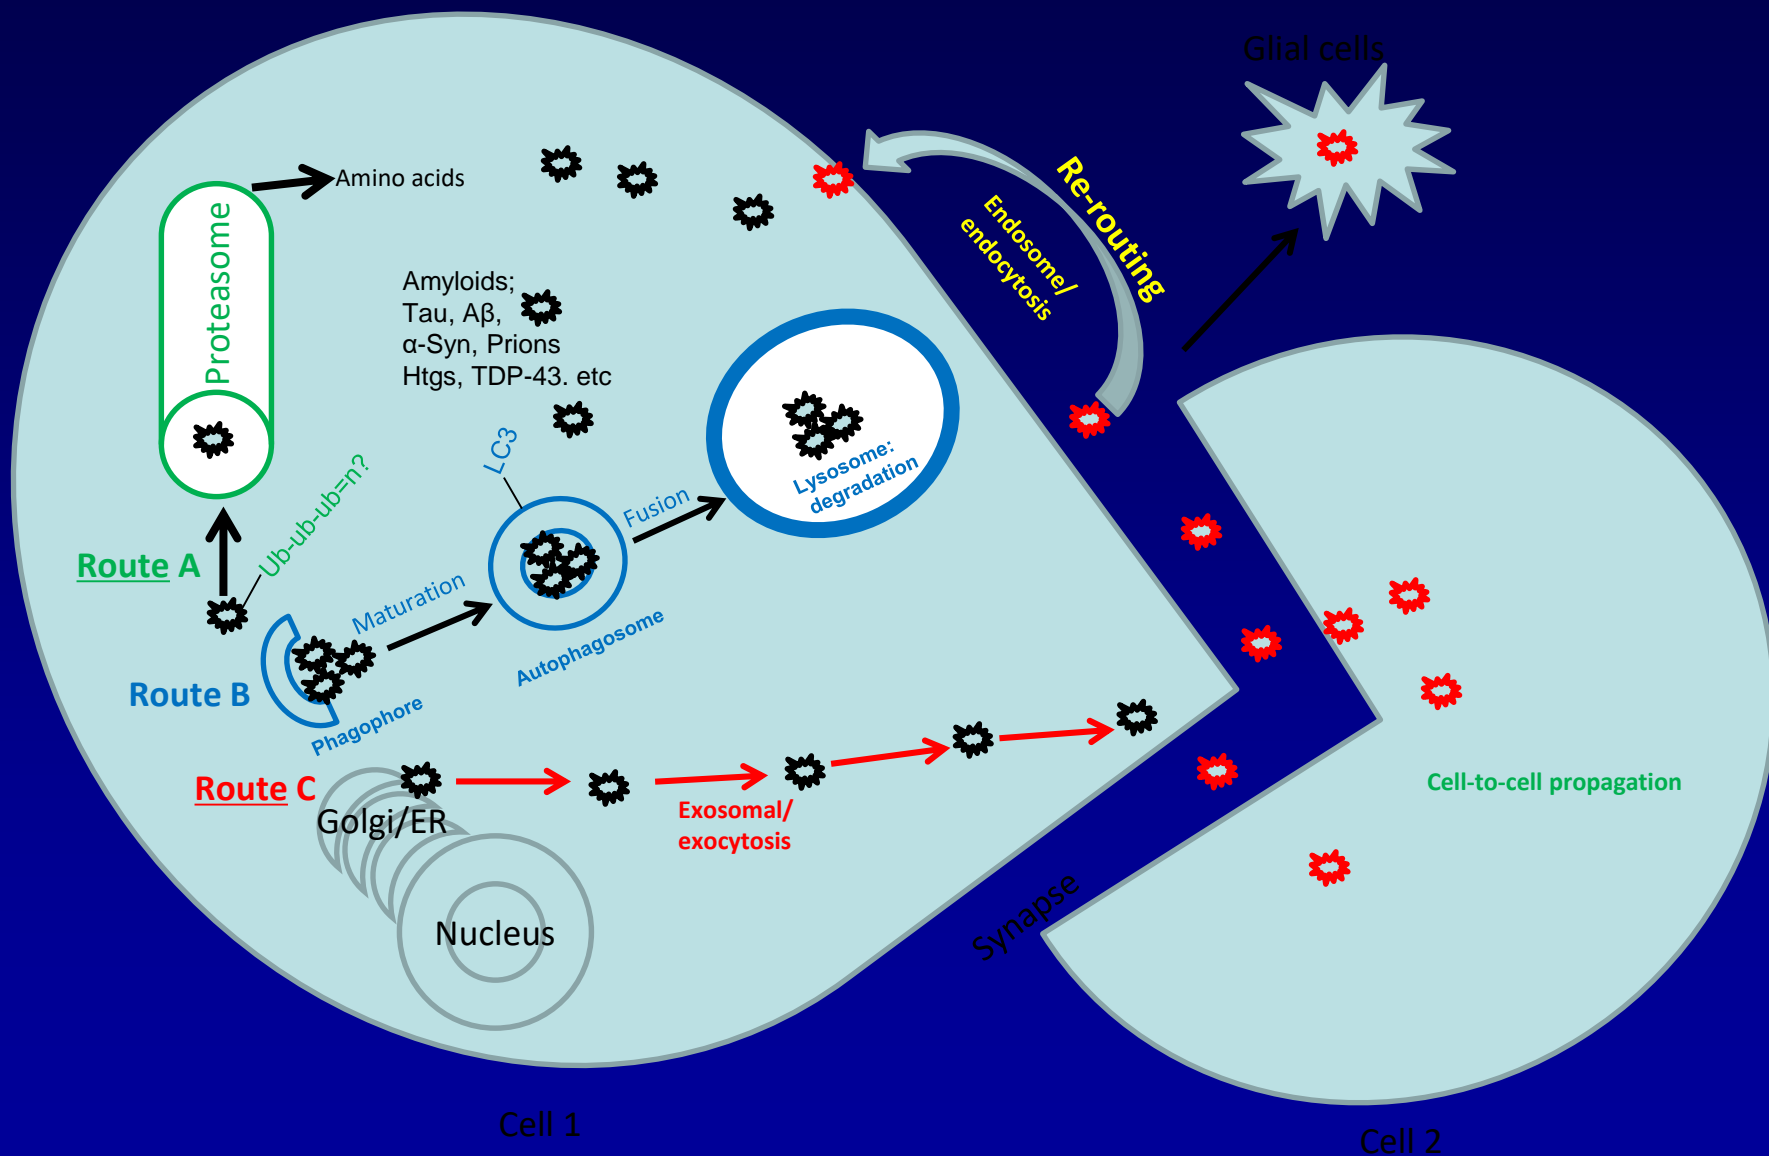 Glial cells
Amino acids
Proteasome
Re-routing
Endosome/
endocytosis
Amyloids;
Tau, Aβ,
α-Syn, Prions
Htgs, TDP-43. etc
LC3
Lysosome:
degradation
Fusion
Ub-ub-ub=n?
Route A
Maturation
Autophagosome
Route B
Phagophore
Route C
Golgi/ER
Exosomal/
exocytosis
Cell-to-cell propagation
Nucleus
Synapse
Cell 1
Cell 2